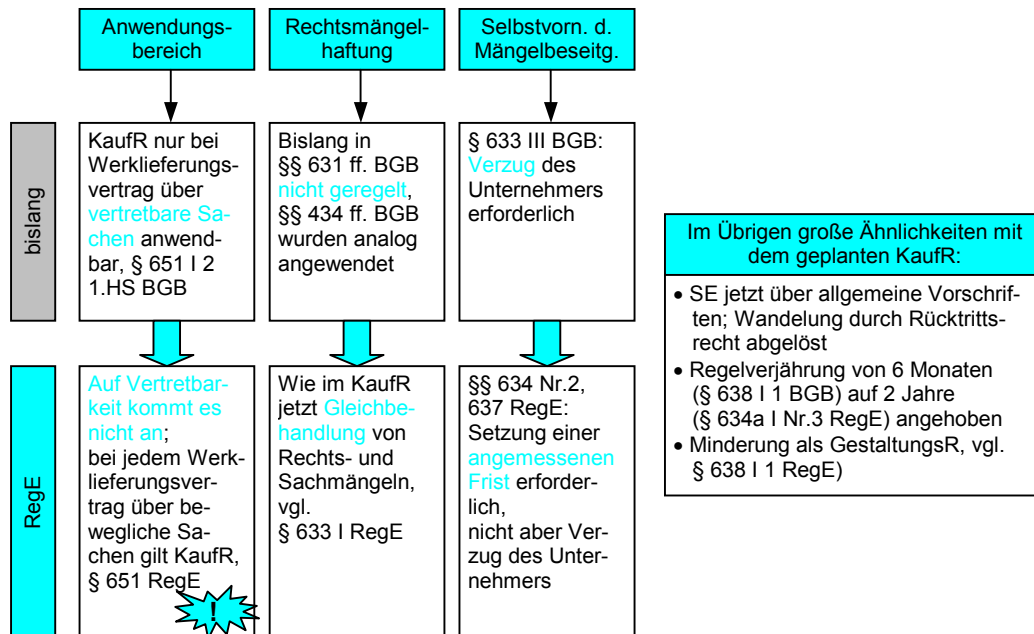 Anwendungs-
bereich
Rechtsmängel-
haftung
Selbstvorn. d.
Mängelbeseitg.
bislang
KaufR nur bei
Werklieferungs-
vertrag über
vertretbare Sa-
chen anwend-
bar, § 651 I 2
1.HS BGB
Bislang in
§§ 631 ff. BGB
nicht geregelt,
§§ 434 ff. BGB
wurden analog
angewendet
§ 633 III BGB:
Verzug des
Unternehmers
erforderlich
RegE
Auf Vertretbar-
keit kommt es
nicht an;
bei jedem Werk-
lieferungsver-
trag über be-
wegliche Sa-
chen gilt KaufR,
§ 651 RegE
!
Wie im KaufR
jetzt Gleichbe-
handlung von
Rechts- und
Sachmängeln,
vgl.
§ 633 I RegE
§§ 634 Nr.2,
637 RegE:
Setzung einer
angemessenen
Frist erforder-
lich,
nicht aber Ver-
zug des Unter-
nehmers
Im Übrigen große Ähnlichkeiten mit
dem geplanten KaufR:
• SE jetzt über allgemeine Vorschrif-
ten; Wandelung durch Rücktritts-
recht abgelöst
• Regelverjährung von 6 Monaten
(§ 638 I 1 BGB) auf 2 Jahre
(§ 634a I Nr.3 RegE) angehoben
• Minderung als GestaltungsR, vgl.
§ 638 I 1 RegE)